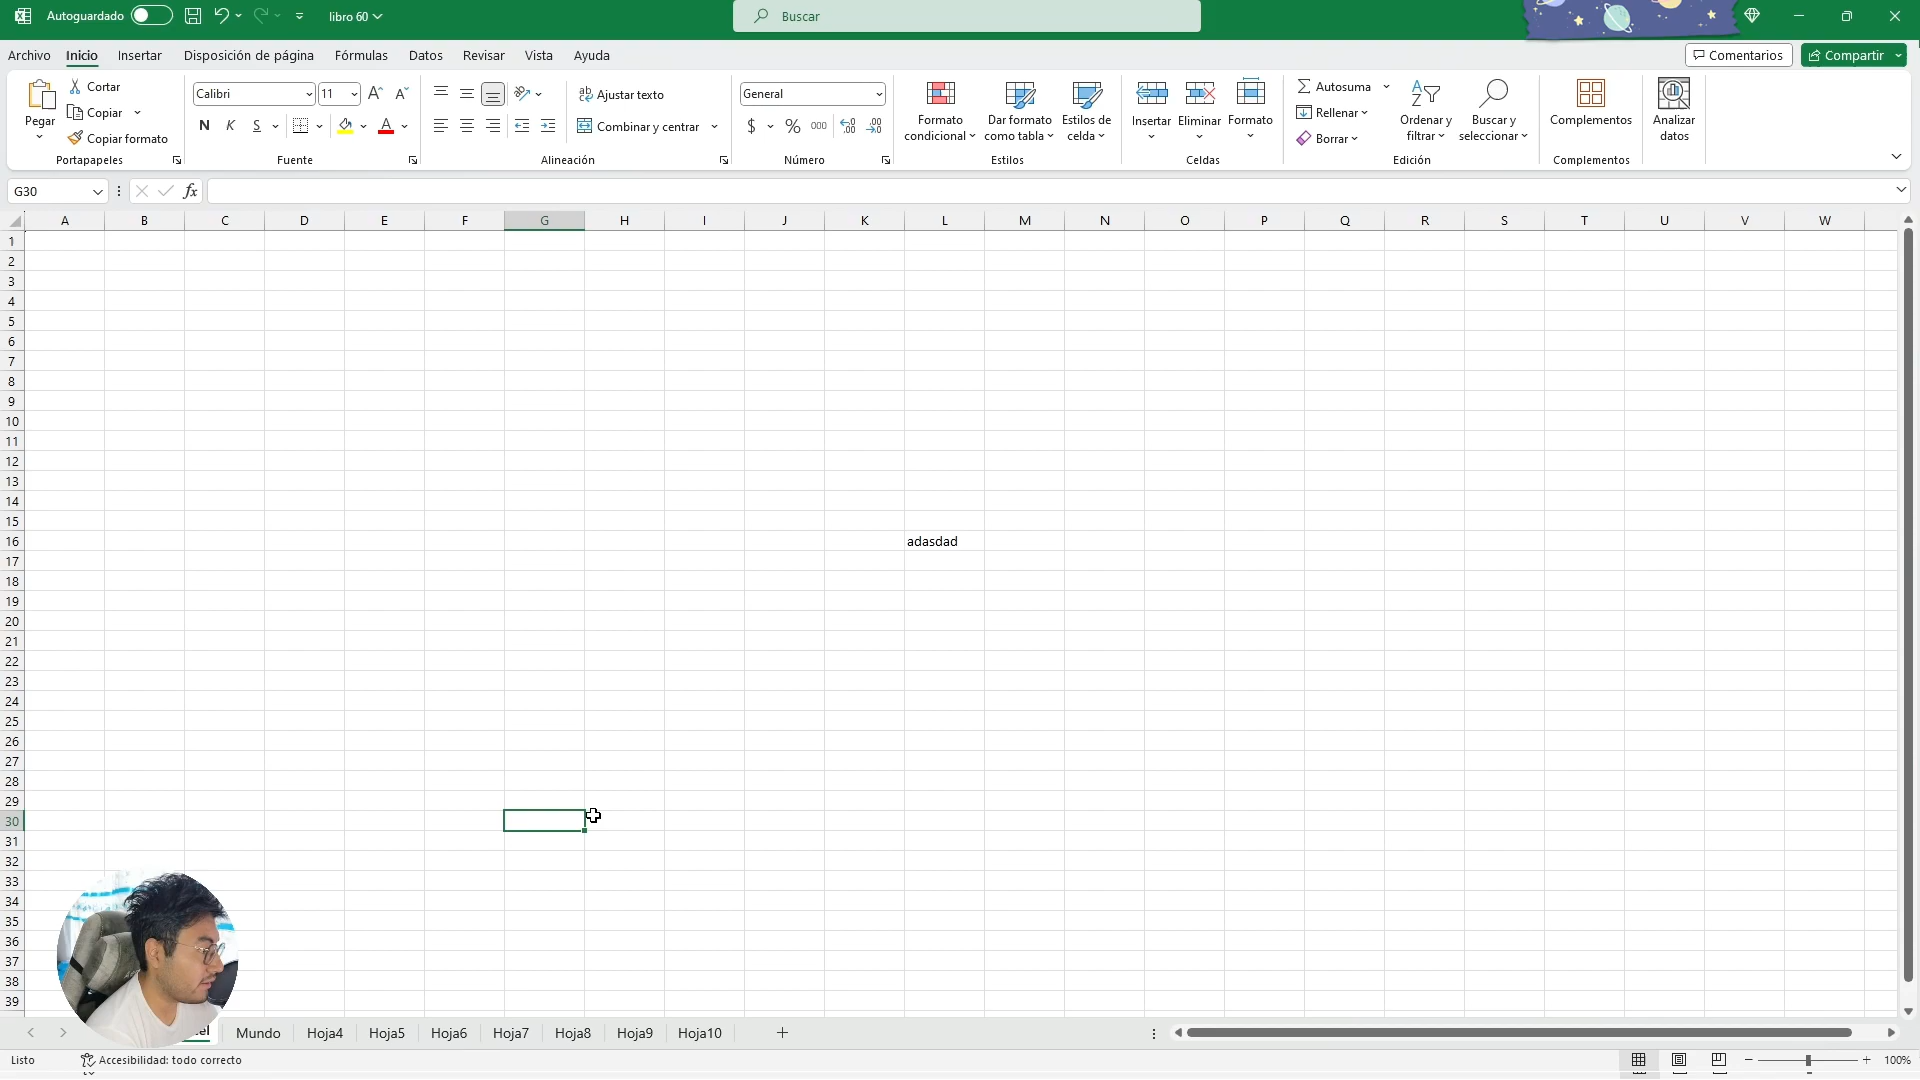 Autoguardado libro 60 Buscar
Archivo Inicio Insertar Disposición de página Fórmulas Datos Revisar Vista Ayuda Comentarios Compartir
Pegar Cortar Copiar Copiar formato Portapapeles
Calibri 11 N K S Fuente
Ajustar texto Combinar y centrar Alineación
General $ % 000 Número
Formato condicional Dar formato como tabla Estilos de celda Estilos
Insertar Eliminar Formato Celdas
Autosuma Rellenar Borrar Ordenar y filtrar Buscar y seleccionar Edición
Complementos Complementos
Analizar datos
G30 fx
A B C D E F G H I J K L M N O P Q R S T U V W
1
2
3
4
5
6
7
8
9
10
11
12
13
14
15
16 adasdad
17
18
19
20
21
22
23
24
25
26
27
28
29
30
31
32
33
34
35
36
37
38
39
Mundo Hoja4 Hoja5 Hoja6 Hoja7 Hoja8 Hoja9 Hoja10
Listo Accesibilidad: todo correcto 100%